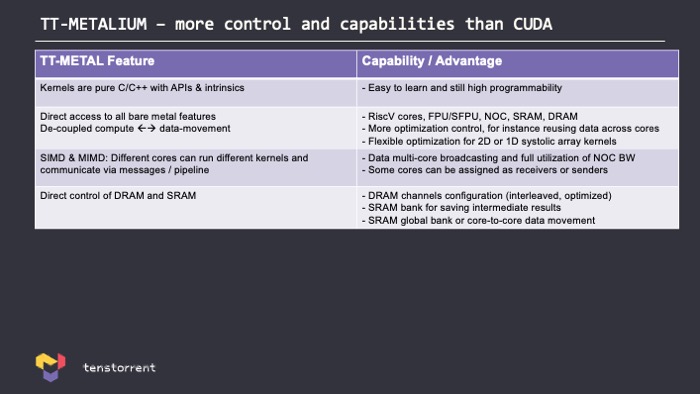 TT-METALIUM – more control and capabilities than CUDA
TT-METAL Feature
Capability / Advantage
Kernels are pure C/C++ with APIs & intrinsics
- Easy to learn and still high programmability
Direct access to all bare metal features
De-coupled compute ←→ data-movement
- RiscV cores, FPU/SFPU, NOC, SRAM, DRAM
- More optimization control, for instance reusing data across cores
- Flexible optimization for 2D or 1D systolic array kernels
SIMD & MIMD: Different cores can run different kernels and
communicate via messages / pipeline
- Data multi-core broadcasting and full utilization of NOC BW
- Some cores can be assigned as receivers or senders
Direct control of DRAM and SRAM
- DRAM channels configuration (interleaved, optimized)
- SRAM bank for saving intermediate results
- SRAM global bank or core-to-core data movement
tenstorrent